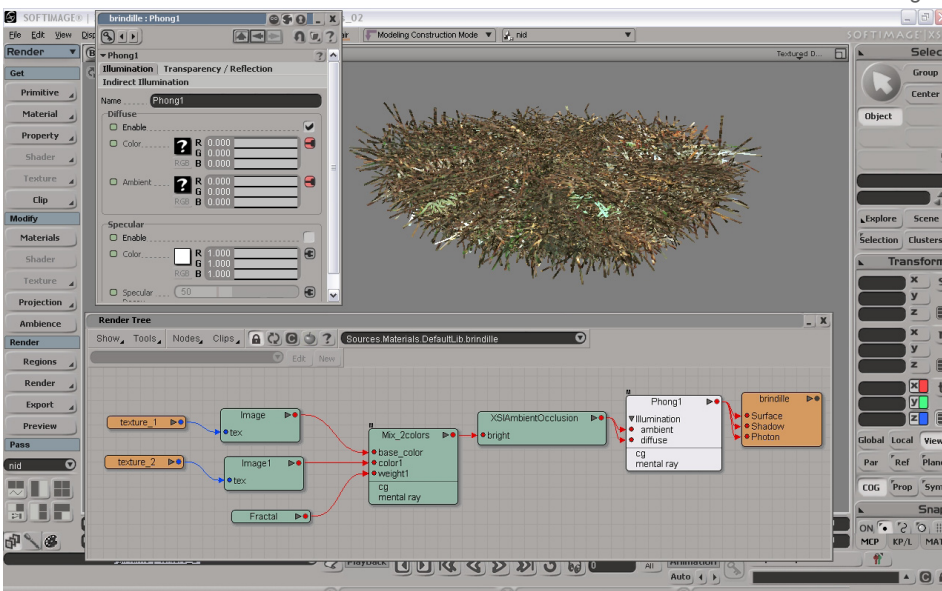 SOFTIMAGE®
brindille : Phong1
_02
File Edit View Disp
Modeling Construction Mode
nid
SOFTIMAGE|XS
Render
Textured D...
Selec
Phong1
Get
Illumination Transparency / Reflection
Indirect Illumination
Group
Primitive
Center
Name Phong1
Material
Diffuse
Object
Enable
Property
Color R 0.000
G 0.000
RGB B 0.000
Shader
Texture
Ambient R 0.000
G 0.000
RGB B 0.000
Clip
Modify
Explore Scene
Specular
Materials
Enable
Selection Clusters
Shader
Color R 1.000
G 1.000
RGB B 1.000
Transform
Texture
x
Projection
Specular 50
y
z
Ambience
Render Tree
x
Render
Show Tools Nodes Clips Sources.Materials.DefaultLib.brindille
y
Regions
Edit New
z
Render
x
Export
y
Preview
z
Pass
nid
texture_1
Image
tex
texture_2
Image1
tex
Fractal
Mix_2colors
base_color
color1
weight1
cg
mental ray
XSIAmbientOcclusion
bright
Phong1
Illumination
ambient
diffuse
cg
mental ray
brindille
Surface
Shadow
Photon
Global Local View
Par Ref Plan
COG Prop Sym
Snap
ON
MCP KP/L MAT
Playback
0
All
Animation
Auto